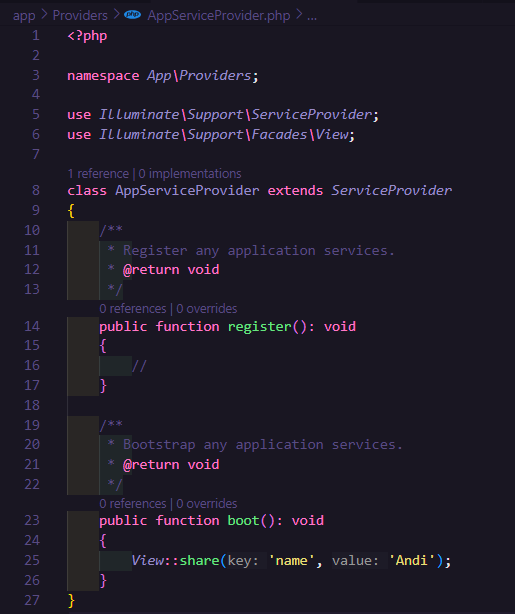 app > Providers > php AppServiceProvider.php > ...
1 <?php
2
3 namespace App\Providers;
4
5 use Illuminate\Support\ServiceProvider;
6 use Illuminate\Support\Facades\View;
7
1 reference | 0 implementations
8 class AppServiceProvider extends ServiceProvider
9 {
10 /**
11 * Register any application services.
12 * @return void
13 */
0 references | 0 overrides
14 public function register(): void
15 {
16 //
17 }
18
19 /**
20 * Bootstrap any application services.
21 * @return void
22 */
0 references | 0 overrides
23 public function boot(): void
24 {
25 View::share(key: 'name', value: 'Andi');
26 }
27 }